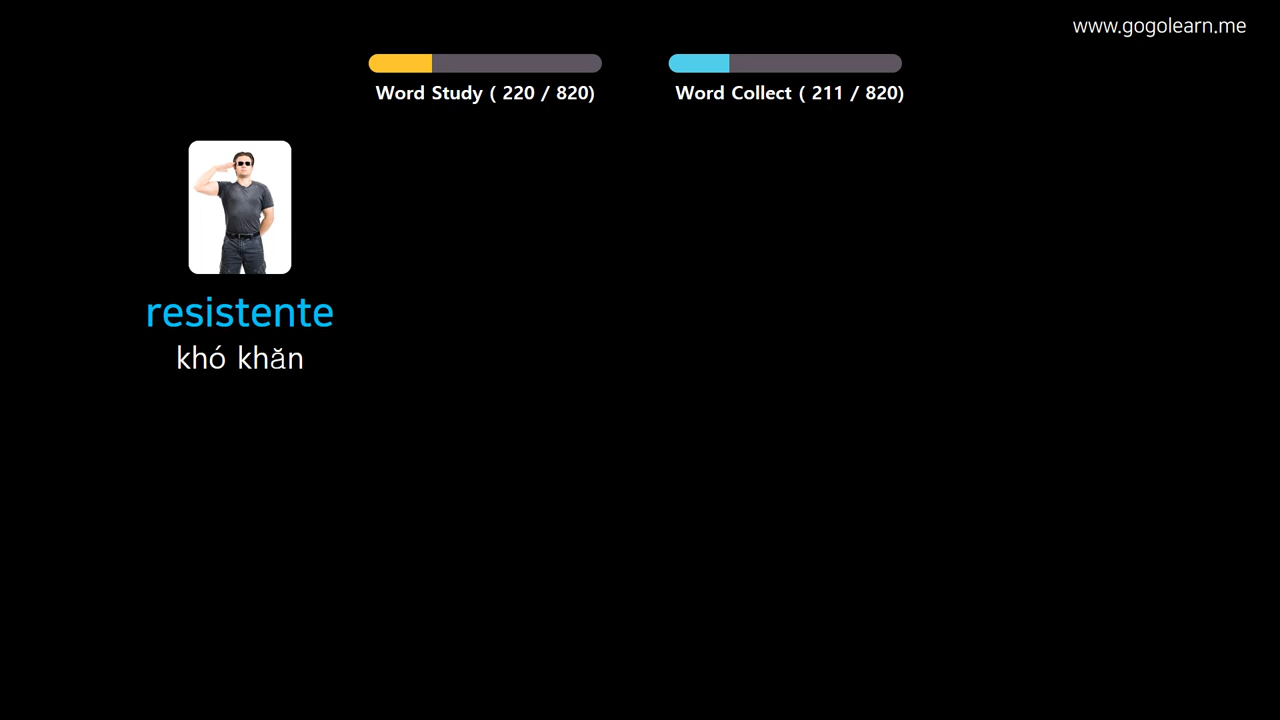 www.gogolearn.me
Word Study ( 220 / 820)
Word Collect ( 211 / 820)
resistente
khó khăn